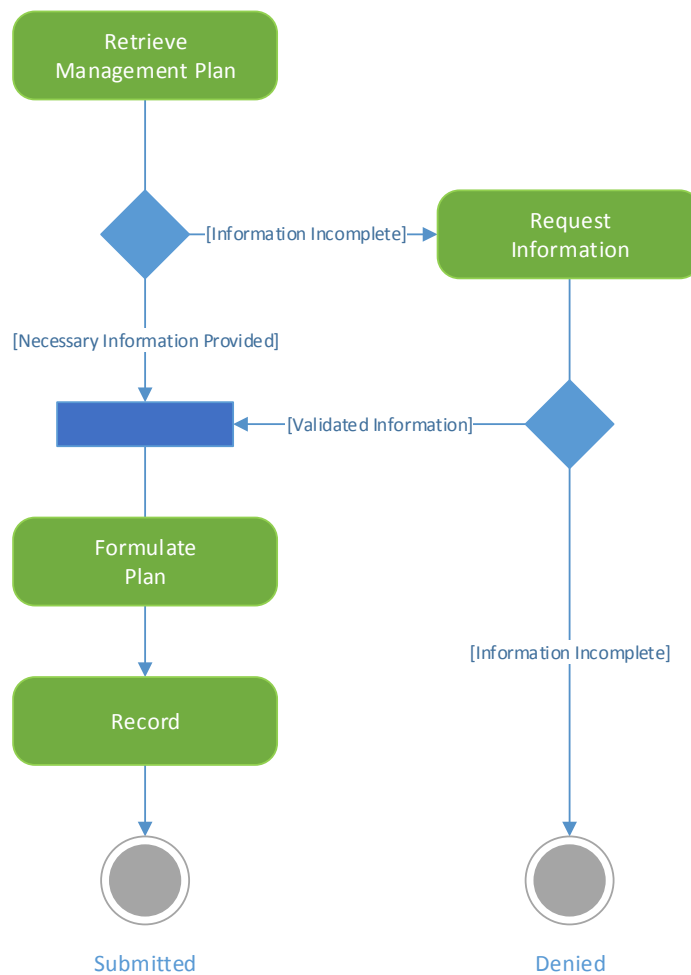 Retrieve
Management Plan
[Information Incomplete]
Request
Information
[Necessary Information Provided]
[Validated Information]
Formulate
Plan
[Information Incomplete]
Record
Submitted
Denied